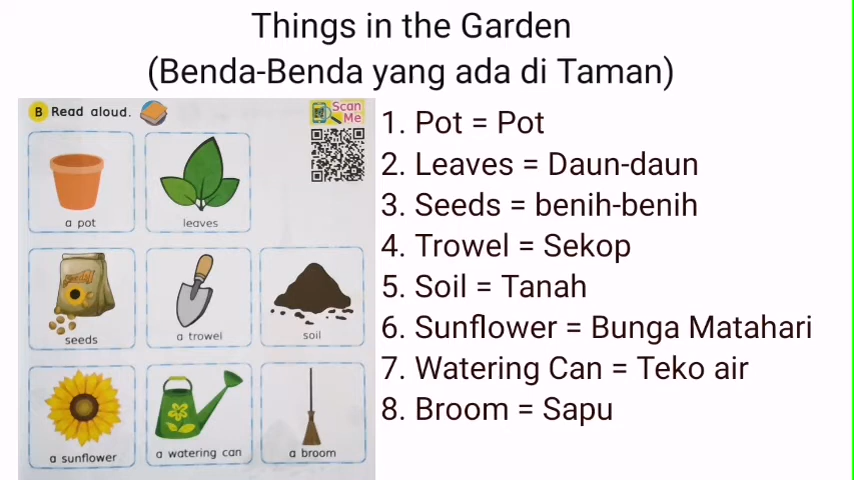 Things in the Garden
(Benda-Benda yang ada di Taman)
B Read aloud.
Scan
Me
a pot
leaves
seeds
a trowel
soil
a sunflower
a watering can
a broom
1. Pot = Pot
2. Leaves = Daun-daun
3. Seeds = benih-benih
4. Trowel = Sekop
5. Soil = Tanah
6. Sunflower = Bunga Matahari
7. Watering Can = Teko air
8. Broom = Sapu